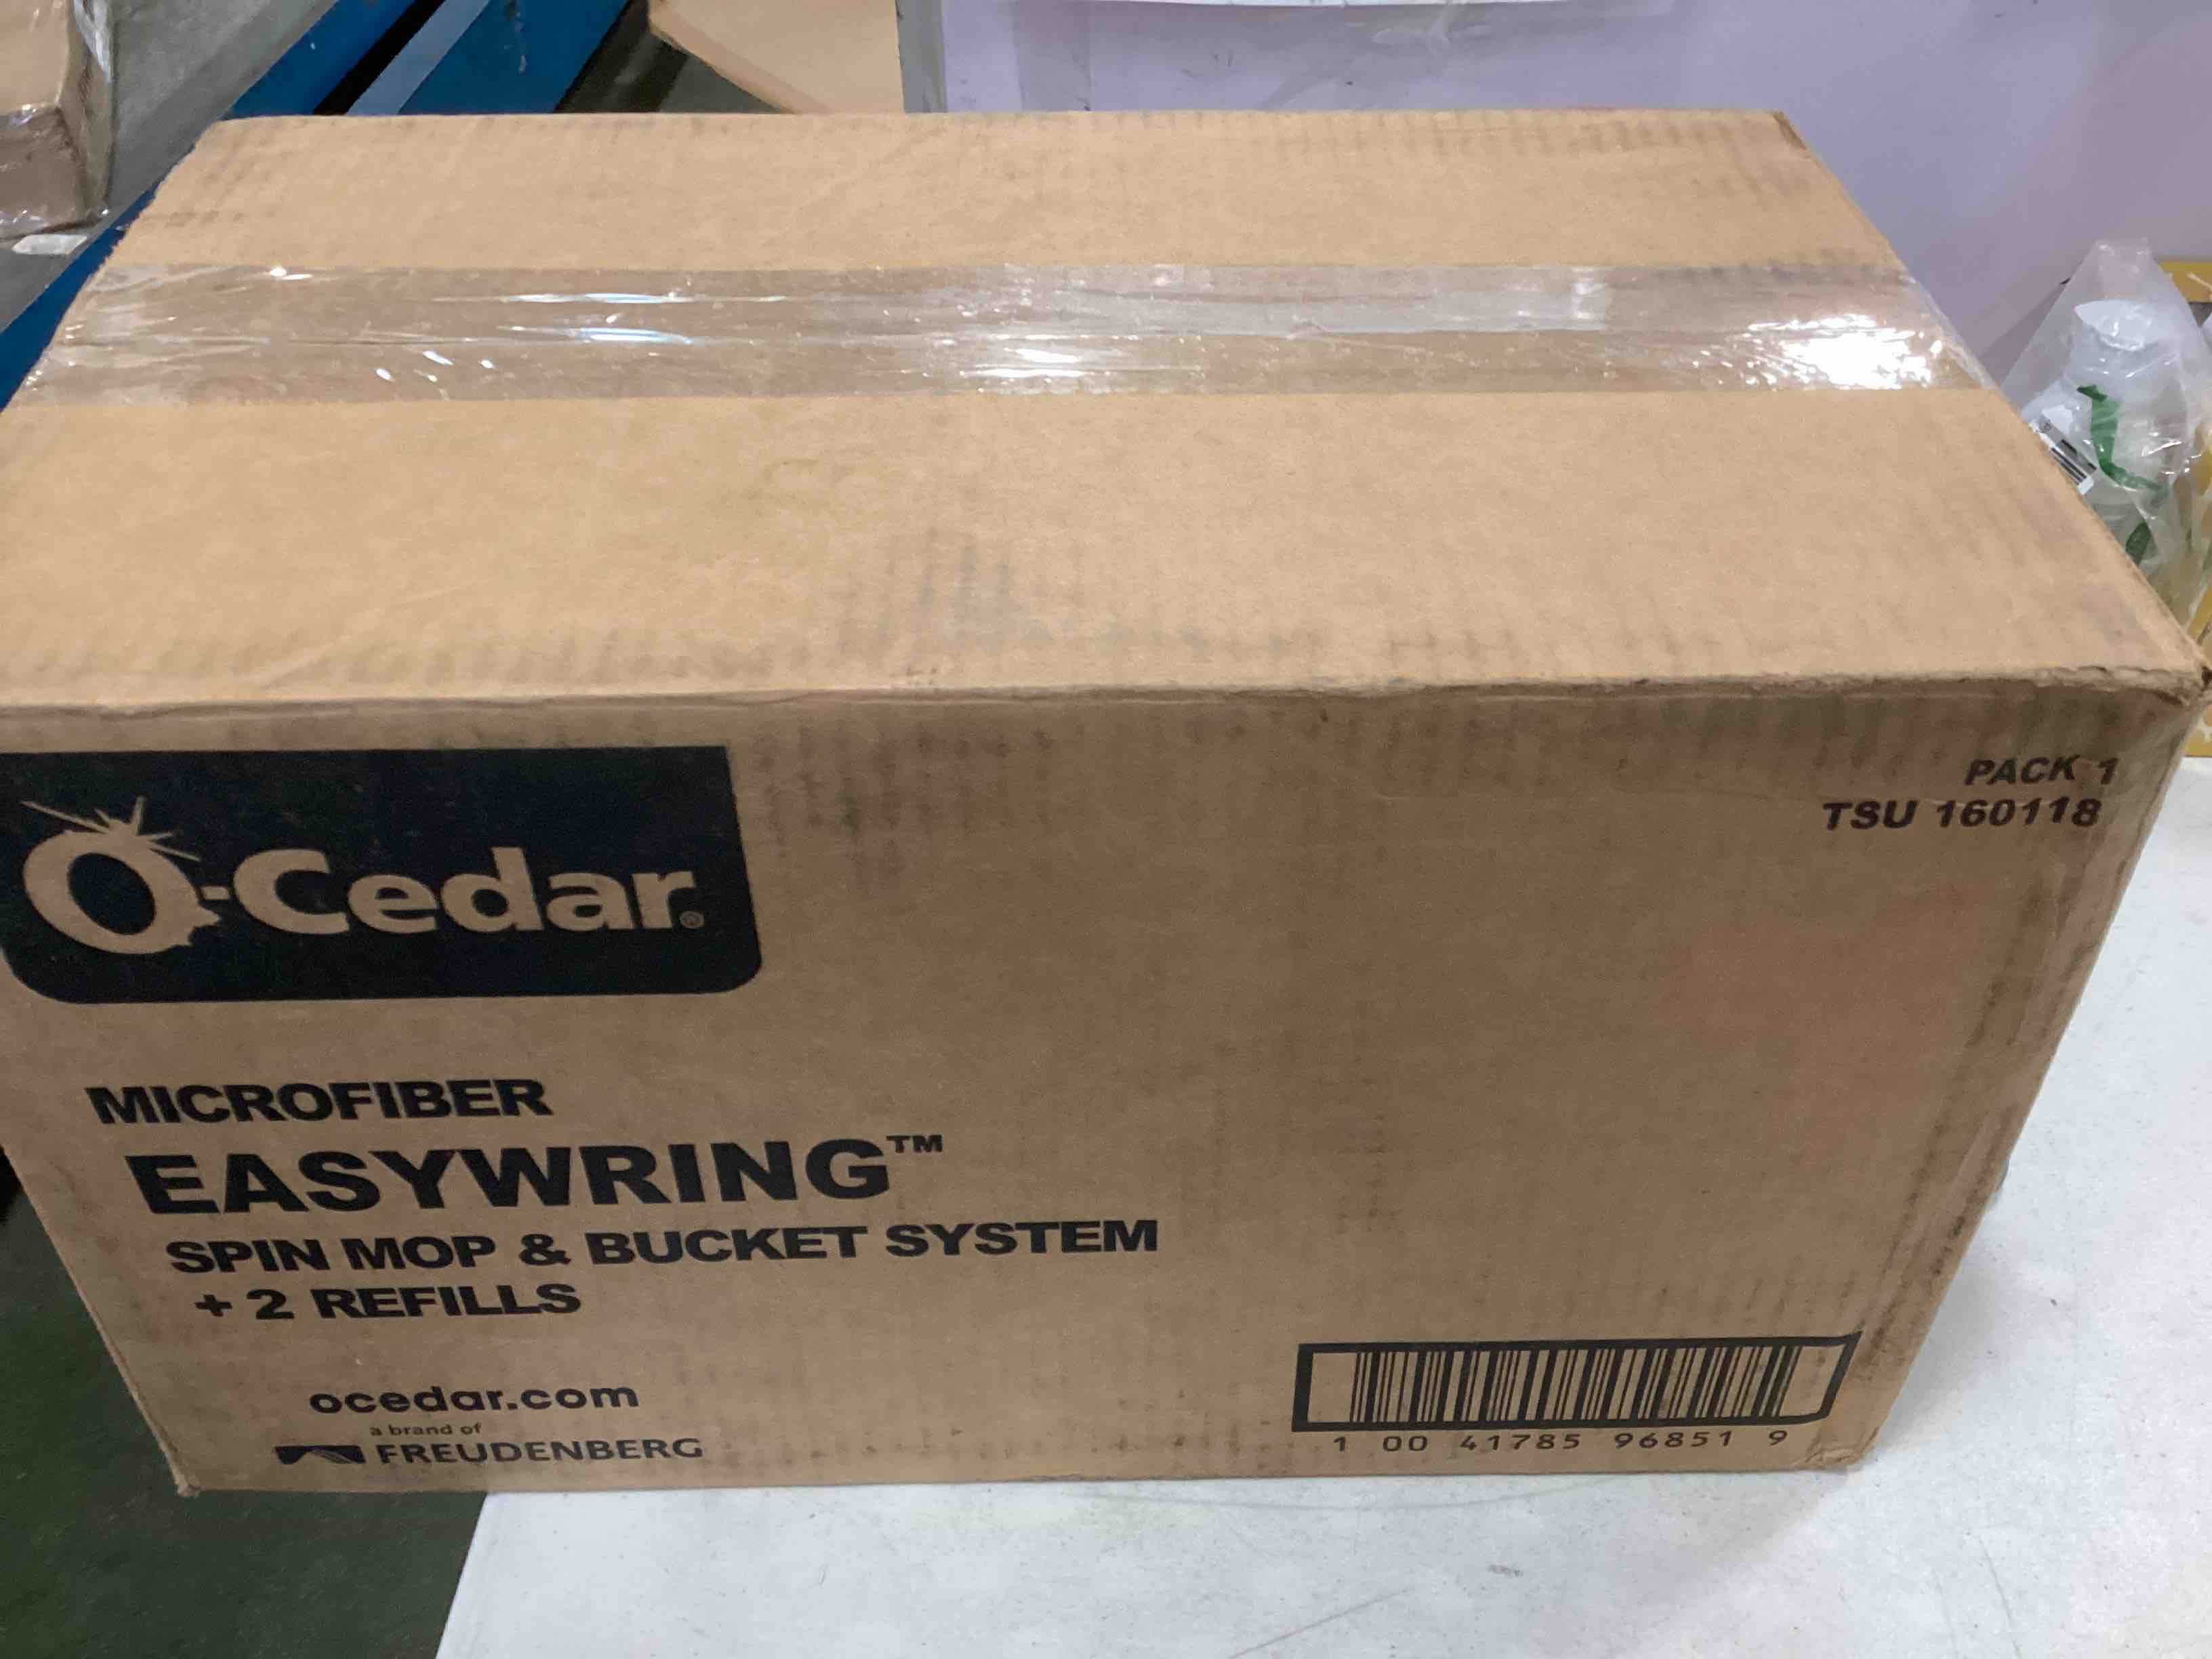 PACK 1
TSU 160118
O-Cedar®
MICROFIBER
EASYWRING™
SPIN MOP & BUCKET SYSTEM
+ 2 REFILLS
ocedar.com
a brand of
FREUDENBERG
1 00 41785 96851 9